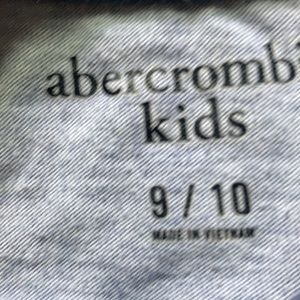 abercrombi
kids
9 / 10
MADE IN VIETNAM